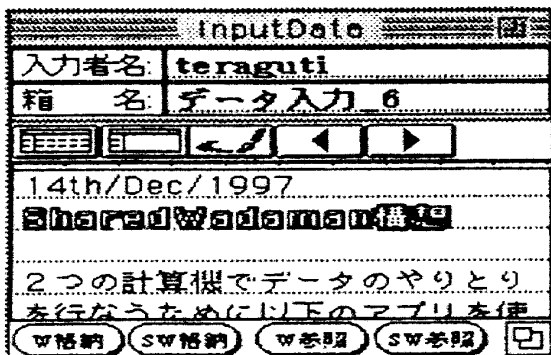 InputData
入力者名: teraguti
箱 名: データ入力_6
14th/Dec/1997
SharedWadaman構想
2つの計算機でデータのやりとり
を行なうために以下のアプリを使
W格納 SW格納 W参照 SW参照